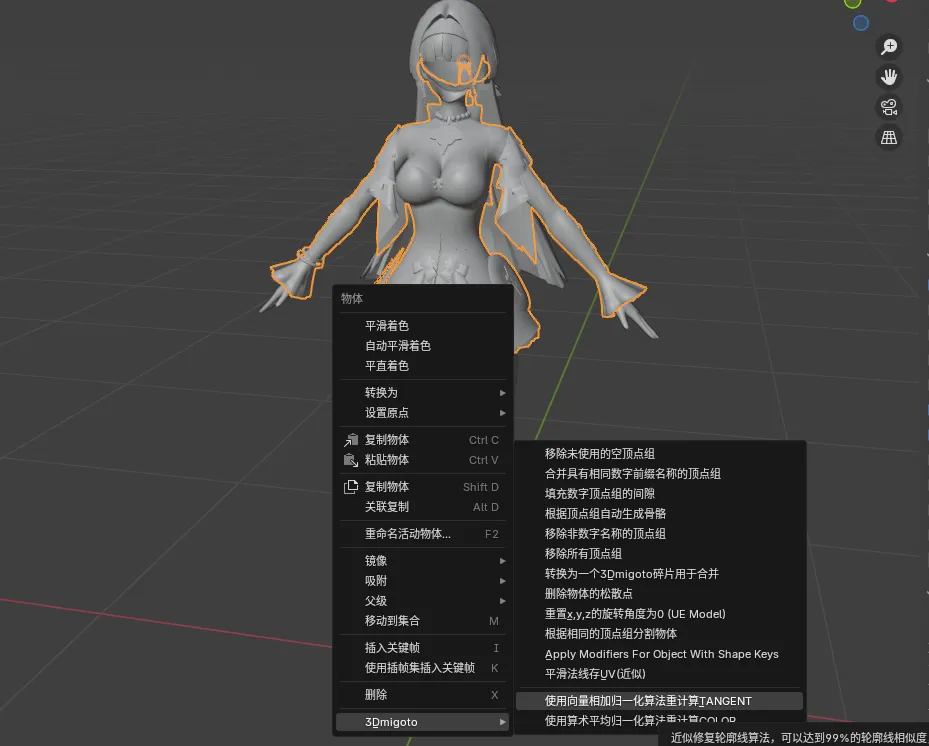 物体
平滑着色
自动平滑着色
平直着色
转换为
设置原点
复制物体 Ctrl C
粘贴物体 Ctrl V
复制物体 Shift D
关联复制 Alt D
重命名活动物体... F2
镜像
吸附
父级
移动到集合 M
插入关键帧 I
使用插帧集插入关键帧 K
删除 X
3Dmigoto
移除未使用的空顶点组
合并具有相同数字前缀名称的顶点组
填充数字顶点组的间隙
根据顶点组自动生成骨骼
移除非数字名称的顶点组
移除所有顶点组
转换为一个3Dmigoto碎片用于合并
删除物体的松散点
重置x,y,z的旋转角度为0 (UE Model)
根据相同的顶点组分割物体
Apply Modifiers For Object With Shape Keys
平滑法线存UV(近似)
使用向量相加归一化算法重计算TANGENT
使用算术平均归一化算法重计算COLOR
近似修复轮廓线算法，可以达到99%的轮廓线相似度